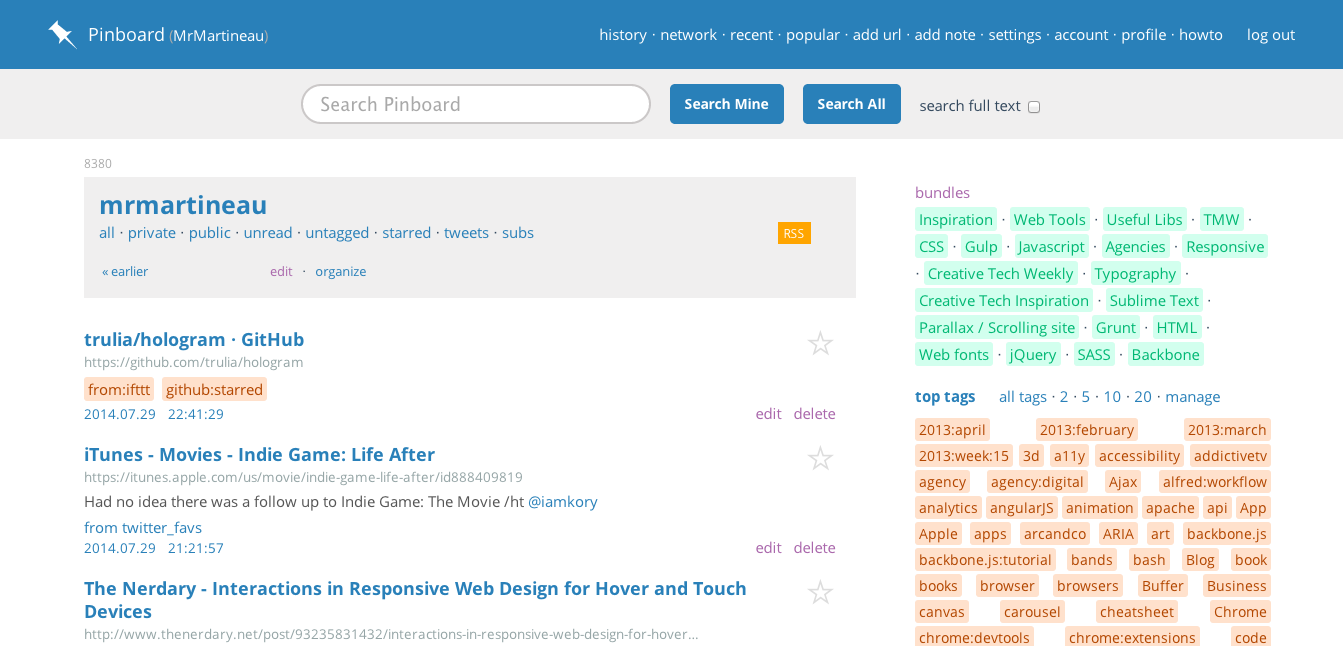 Pinboard (MrMartineau)
history · network · recent · popular · add url · add note · settings · account · profile · howto log out
Search Pinboard
Search Mine
Search All
search full text
8380
mrmartineau
all · private · public · unread · untagged · starred · tweets · subs
RSS
« earlier
edit · organize
trulia/hologram · GitHub
https://github.com/trulia/hologram
from:ifttt github:starred
2014.07.29 22:41:29
edit delete
iTunes - Movies - Indie Game: Life After
https://itunes.apple.com/us/movie/indie-game-life-after/id888409819
Had no idea there was a follow up to Indie Game: The Movie /ht @iamkory
from twitter_favs
2014.07.29 21:21:57
edit delete
The Nerdary - Interactions in Responsive Web Design for Hover and Touch
Devices
http://www.thenerdary.net/post/93235831432/interactions-in-responsive-web-design-for-hover...
bundles
Inspiration · Web Tools · Useful Libs · TMW ·
CSS · Gulp · Javascript · Agencies · Responsive
· Creative Tech Weekly · Typography ·
Creative Tech Inspiration · Sublime Text ·
Parallax / Scrolling site · Grunt · HTML ·
Web fonts · jQuery · SASS · Backbone
top tags all tags · 2 · 5 · 10 · 20 · manage
2013:april 2013:february 2013:march
2013:week:15 3d a11y accessibility addictivetv
agency agency:digital Ajax alfred:workflow
analytics angularJS animation apache api App
Apple apps arcandco ARIA art backbone.js
backbone.js:tutorial bands bash Blog book
books browser browsers Buffer Business
canvas carousel cheatsheet Chrome
chrome:devtools chrome:extensions code